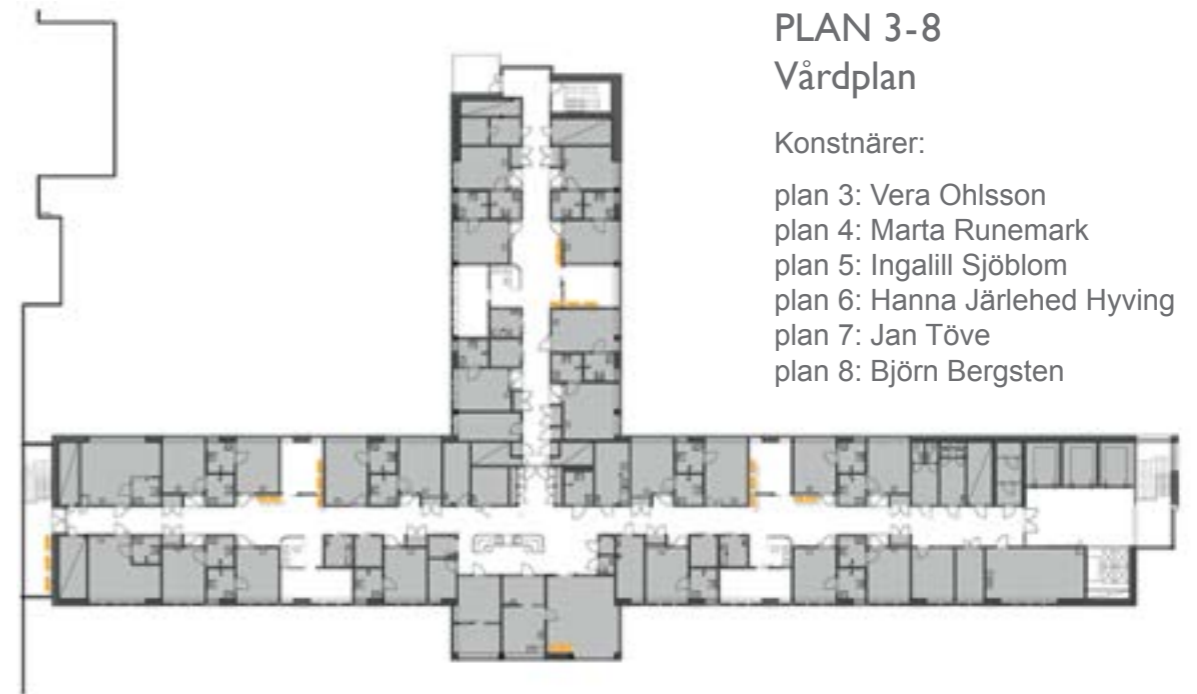 PLAN 3-8
Vårdplan
Konstnärer:
plan 3: Vera Ohlsson
plan 4: Marta Runemark
plan 5: Ingalill Sjöblom
plan 6: Hanna Järlehed Hyving
plan 7: Jan Töve
plan 8: Björn Bergsten